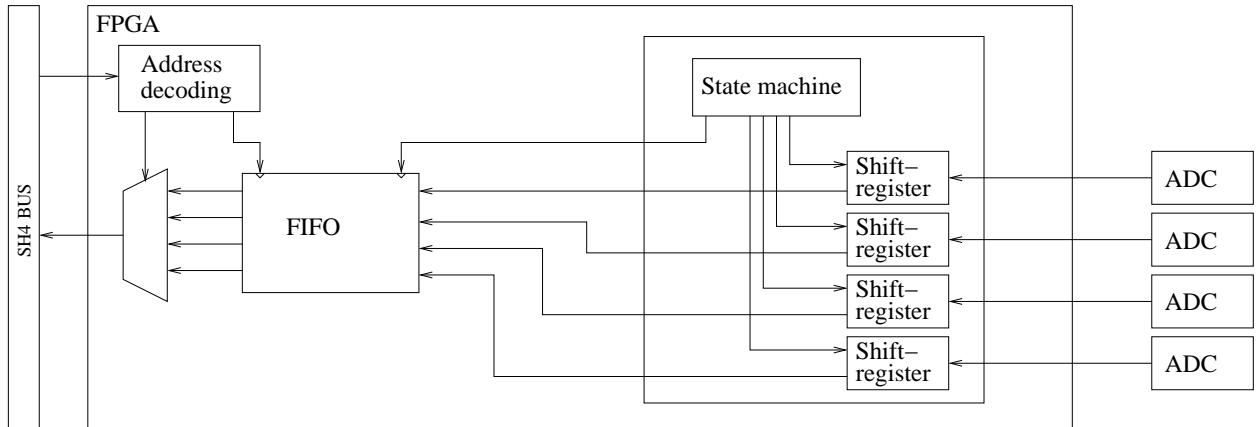 FPGA
Address
decoding
State machine
Shift−
register
ADC
SH4 BUS
FIFO
Shift−
register
ADC
Shift−
register
ADC
Shift−
register
ADC